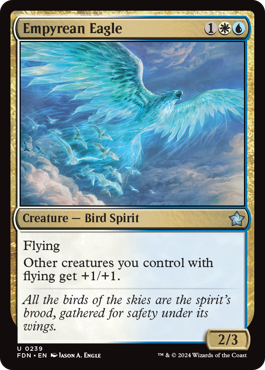 Empyrean Eagle 1
Creature — Bird Spirit
Flying
Other creatures you control with
flying get +1/+1.
All the birds of the skies are the spirit's
brood, gathered for safety under its
wings.
2/3
U 0239
FDN • EN JASON A. ENGLE
™ & © 2024 Wizards of the Coast